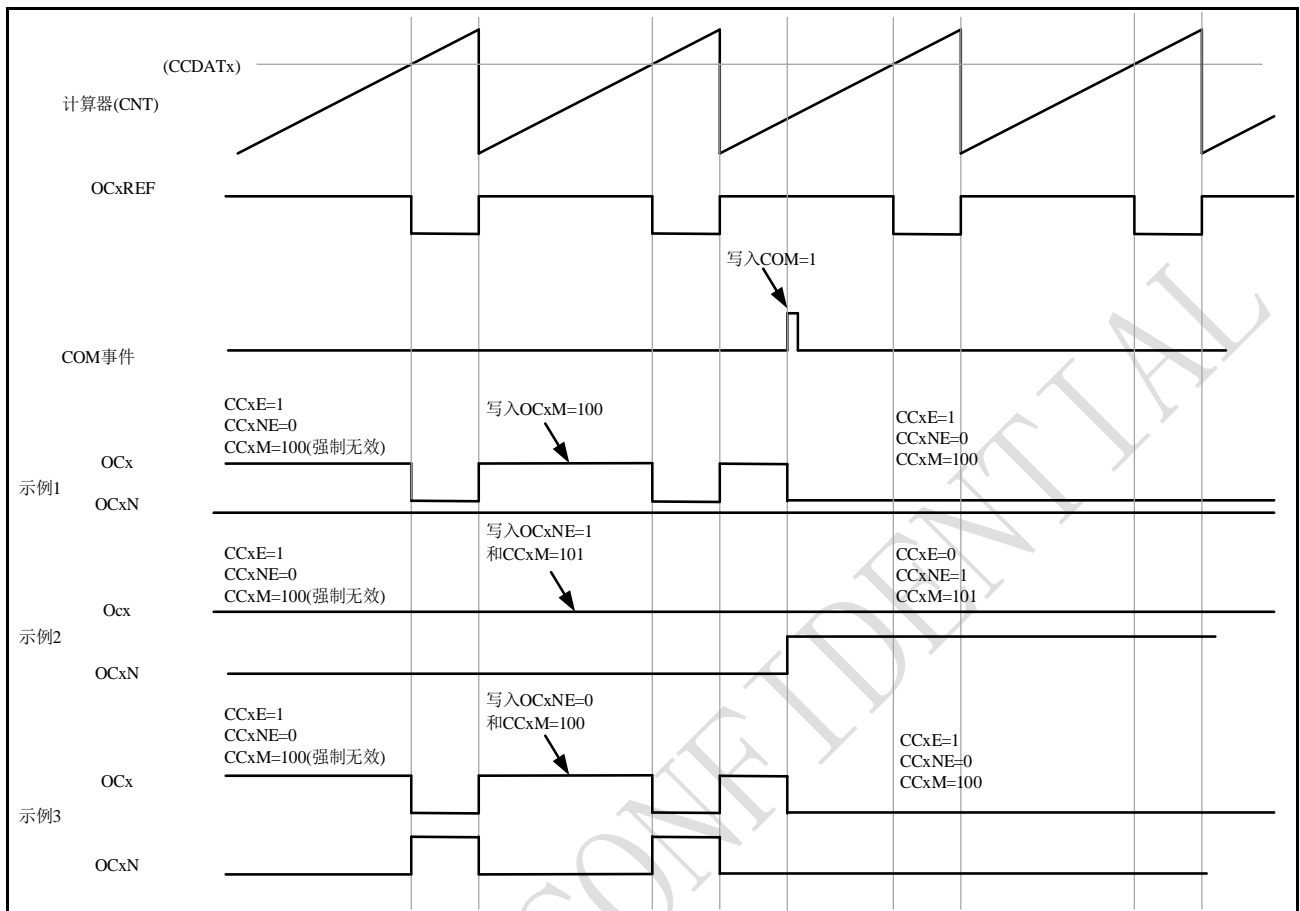 (CCDATx)
计算器(CNT)
OCxREF
写入COM=1
COM事件
CCxE=1
CCxNE=0
CCxM=100(强制无效)
写入OCxM=100
CCxE=1
CCxNE=0
CCxM=100
OCx
示例1
OCxN
CCxE=1
CCxNE=0
CCxM=100(强制无效)
写入OCxNE=1
和CCxM=101
CCxE=0
CCxNE=1
CCxM=101
Ocx
示例2
OCxN
CCxE=1
CCxNE=0
CCxM=100(强制无效)
写入OCxNE=0
和CCxM=100
CCxE=1
CCxNE=0
CCxM=100
OCx
示例3
OCxN
CONFIDENTIAL